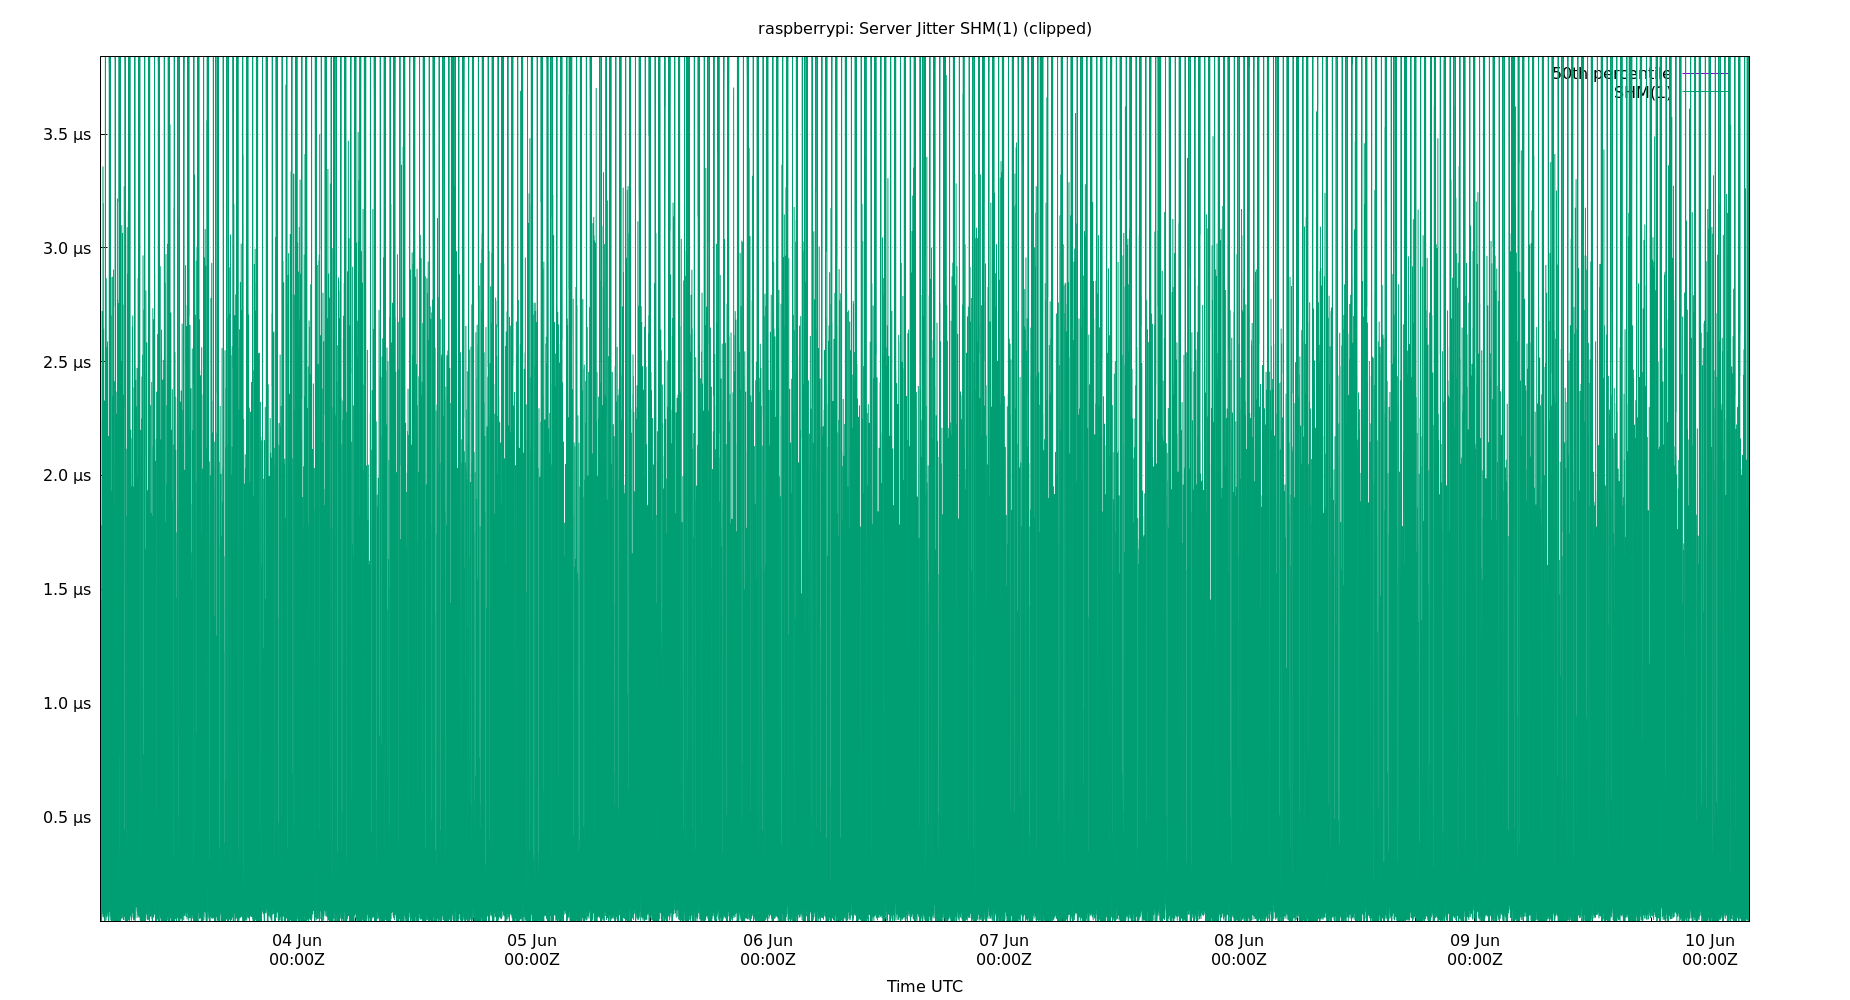 raspberrypi: Server Jitter SHM(1) (clipped)
50th percentile
SHM(1)
3.5 µs
3.0 µs
2.5 µs
2.0 µs
1.5 µs
1.0 µs
0.5 µs
04 Jun 05 Jun 06 Jun 07 Jun 08 Jun 09 Jun 10 Jun
00:00Z 00:00Z 00:00Z 00:00Z 00:00Z 00:00Z 00:00Z
Time UTC